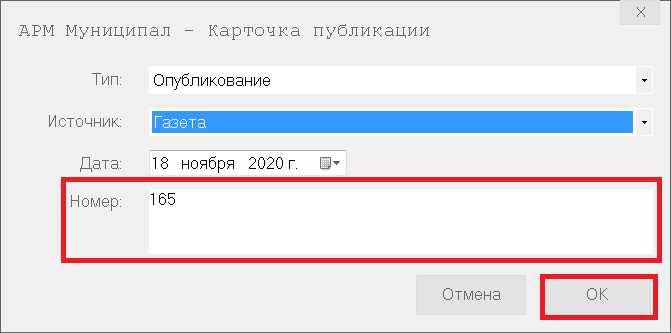 X
АРМ Муниципал - Карточка публикации
Тип: Опубликование
Источник: Газета
Дата: 18 ноября 2020 г.
Номер: 165
Отмена OK